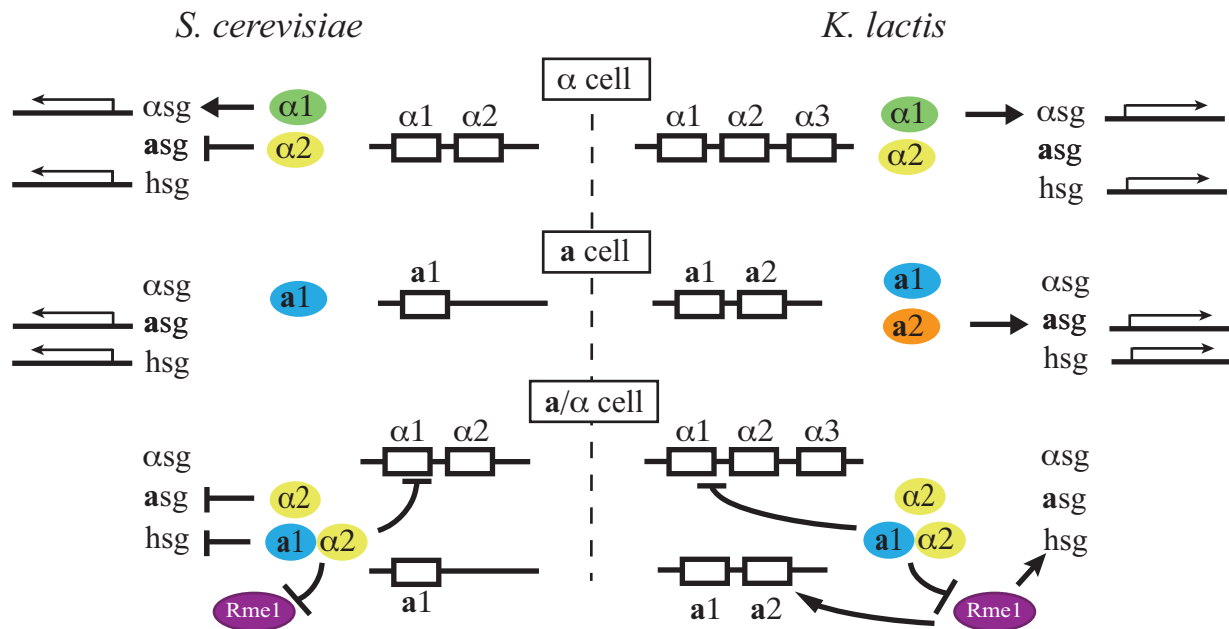 S. cerevisiae K. lactis
α cell
αsg α1 α1 α2 α1 α2 α3 α1 αsg
asg α2 α2 asg
hsg hsg
a cell
αsg a1 a1 a1 a2 a1 αsg
asg a2 asg
hsg hsg
a/α cell
α1 α2 α1 α2 α3
αsg αsg
asg α2 α2 asg
hsg a1 α2 a1 α2 hsg
Rme1 a1 a1 a2 Rme1